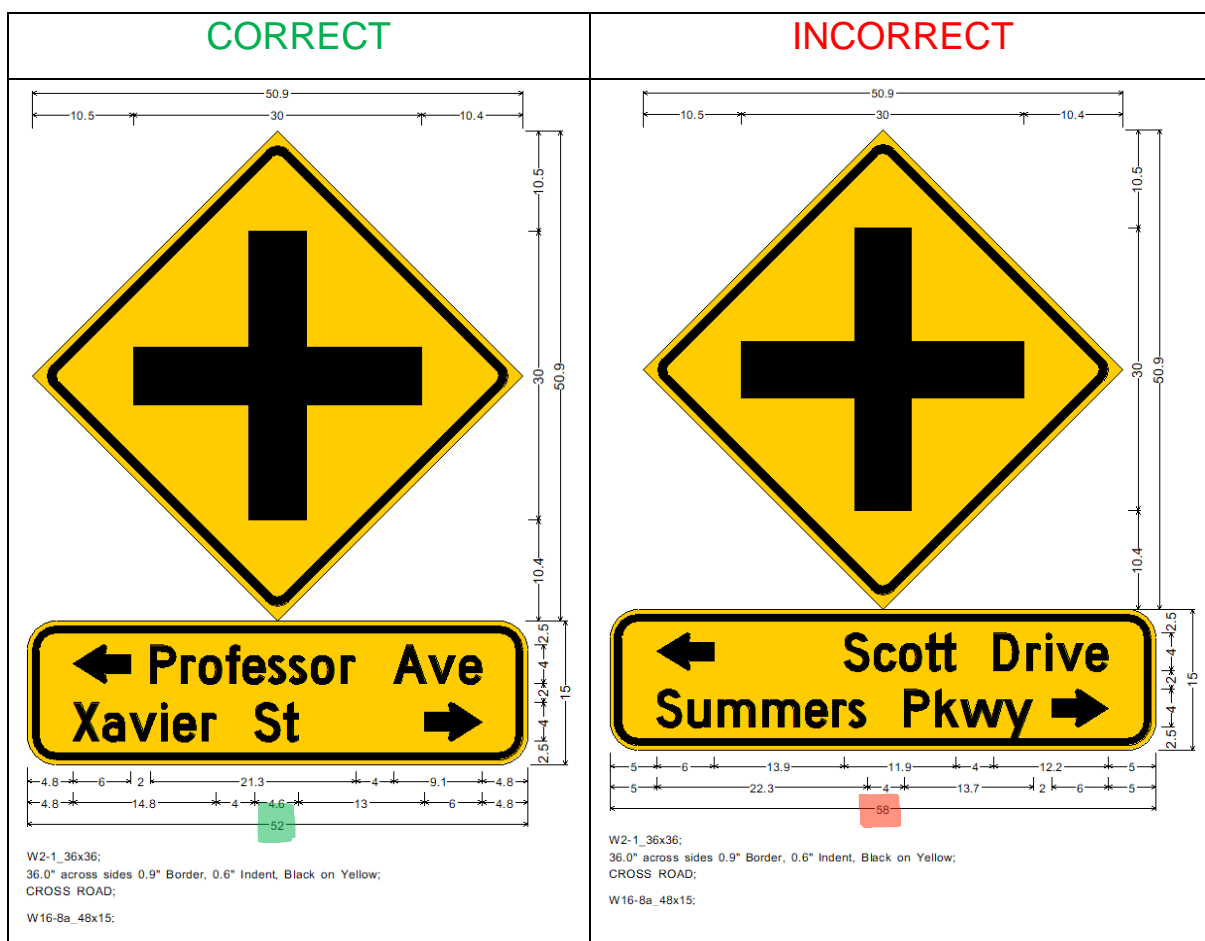 CORRECT
INCORRECT
50.9
10.5 30 10.4
10.5
30
50.9
10.4
Professor Ave
Xavier St
2.5
4
2
4
2.5
15
4.8 6 2 21.3 4 9.1 4.8
4.8 14.8 4 4.6 13 6 4.8
52
W2-1_36x36;
36.0" across sides 0.9" Border, 0.6" Indent, Black on Yellow;
CROSS ROAD;
W16-8a_48x15;
50.9
10.5 30 10.4
10.5
30
50.9
10.4
Scott Drive
Summers Pkwy
2.5
4
2
4
2.5
15
5 6 13.9 11.9 4 12.2 5
5 22.3 4 13.7 2 6 5
58
W2-1_36x36;
36.0" across sides 0.9" Border, 0.6" Indent, Black on Yellow;
CROSS ROAD;
W16-8a_48x15;